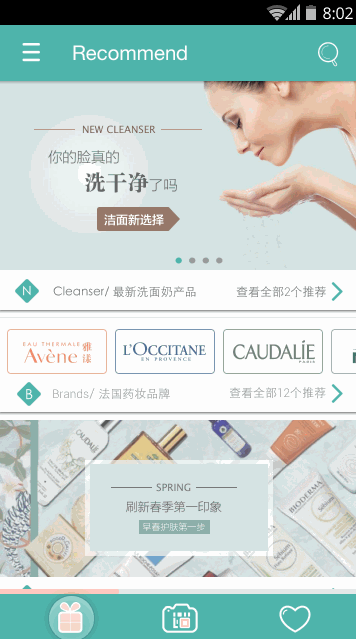 8:02
Recommend
NEW CLEANSER
你的脸真的
洗干净了吗
洁面新选择
N Cleanser/ 最新洗面奶产品 查看全部2个推荐
EAU THERMALE
Avène 雅漾
L'OCCITANE
EN PROVENCE
CAUDALÍE
PARIS
B Brands/ 法国药妆品牌 查看全部12个推荐
CAUDALIE
BIODERMA
SPRING
刷新春季第一印象
早春护肤第一步